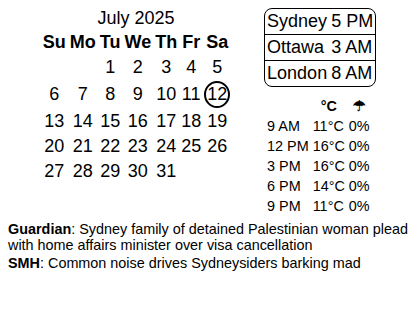 July 2025
Su Mo Tu We Th Fr Sa
1 2 3 4 5
6 7 8 9 10 11 12
13 14 15 16 17 18 19
20 21 22 23 24 25 26
27 28 29 30 31
Sydney 5 PM
Ottawa 3 AM
London 8 AM
°C ☂
9 AM 11°C 0%
12 PM 16°C 0%
3 PM 16°C 0%
6 PM 14°C 0%
9 PM 11°C 0%
Guardian: Sydney family of detained Palestinian woman plead
with home affairs minister over visa cancellation
SMH: Common noise drives Sydneysiders barking mad